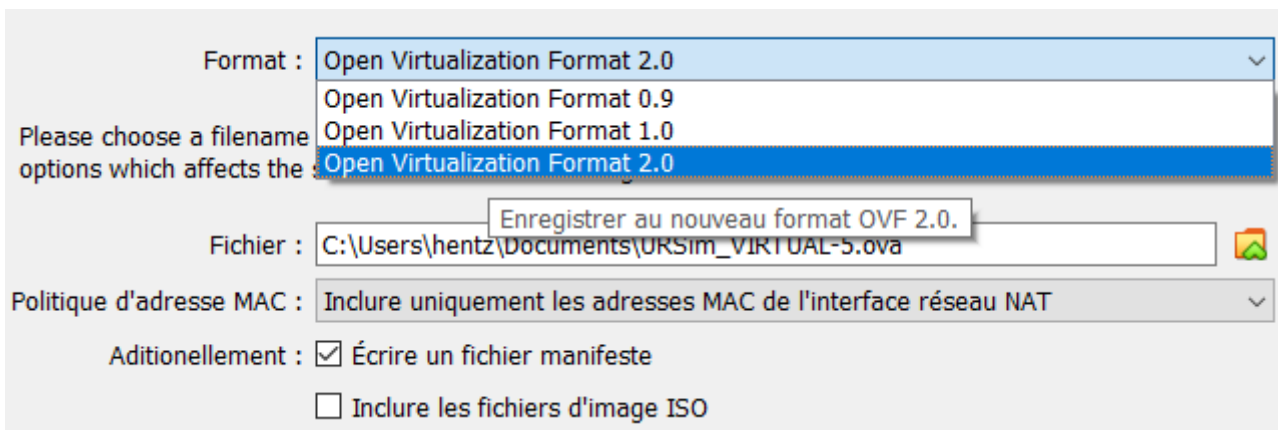 Format : Open Virtualization Format 2.0
Open Virtualization Format 0.9
Please choose a filename Open Virtualization Format 1.0
options which affects the Open Virtualization Format 2.0
Enregistrer au nouveau format OVF 2.0.
Fichier : C:\Users\hentz\Documents\URSim_VIRTUAL-5.ova
Politique d'adresse MAC : Inclure uniquement les adresses MAC de l'interface réseau NAT
Aditionellement : Écrire un fichier manifeste
Inclure les fichiers d'image ISO